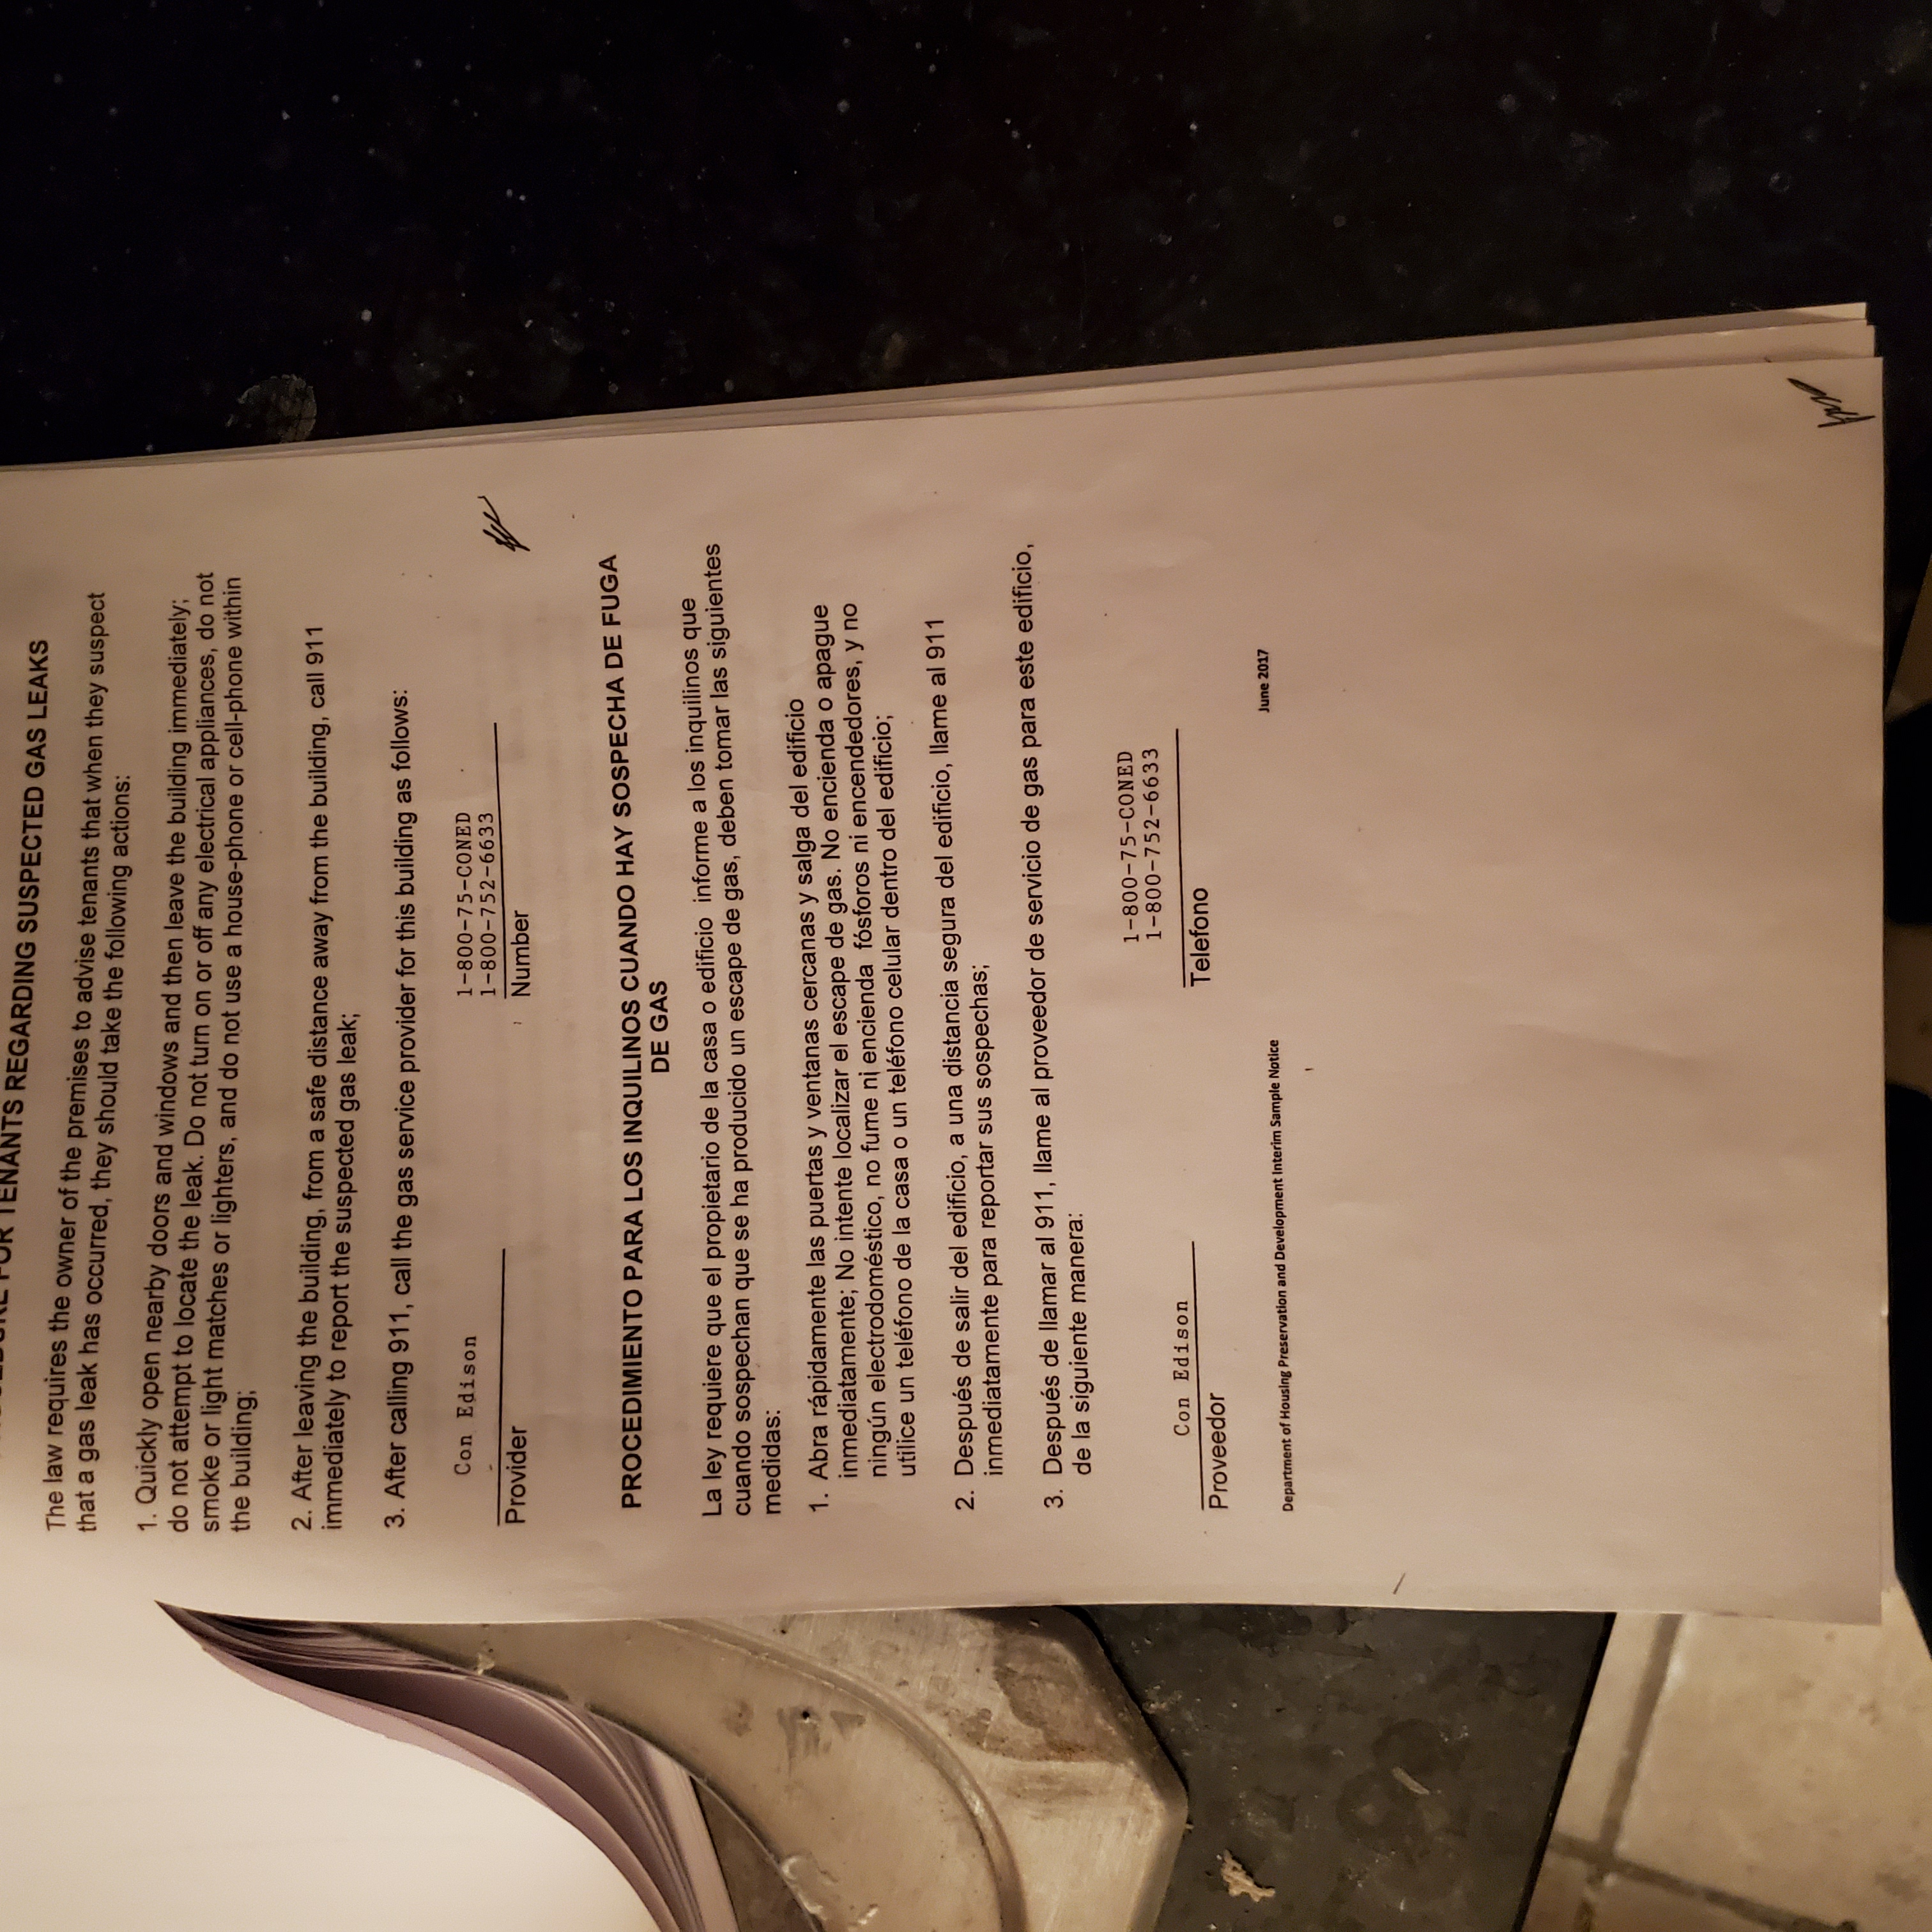 FOR TENANTS REGARDING SUSPECTED GAS LEAKS
The law requires the owner of the premises to advise tenants that when they suspect
that a gas leak has occurred, they should take the following actions:
1. Quickly open nearby doors and windows and then leave the building immediately;
do not attempt to locate the leak. Do not turn on or off any electrical appliances, do not
smoke or light matches or lighters, and do not use a house-phone or cell-phone within
the building;
2. After leaving the building, from a safe distance away from the building, call 911
immediately to report the suspected gas leak;
3. After calling 911, call the gas service provider for this building as follows:
Con Edison
1-800-75-CONED
1-800-752-6633
Provider
Number
PROCEDIMIENTO PARA LOS INQUILINOS CUANDO HAY SOSPECHA DE FUGA
DE GAS
La ley requiere que el propietario de la casa o edificio informe a los inquilinos que
cuando sospechan que se ha producido un escape de gas, deben tomar las siguientes
medidas:
1. Abra rápidamente las puertas y ventanas cercanas y salga del edificio
inmediatamente; No intente localizar el escape de gas. No encienda o apague
ningún electrodoméstico, no fume ni encienda fósforos ni encendedores, y no
utilice un teléfono de la casa o un teléfono celular dentro del edificio;
2. Después de salir del edificio, a una distancia segura del edificio, llame al 911
inmediatamente para reportar sus sospechas;
3. Después de llamar al 911, llame al proveedor de servicio de gas para este edificio,
de la siguiente manera:
1-800-75-CONED
1-800-752-6633
Con Edison
Proveedor
Telefono
Department of Housing Preservation and Development Interim Sample Notice
June 2017